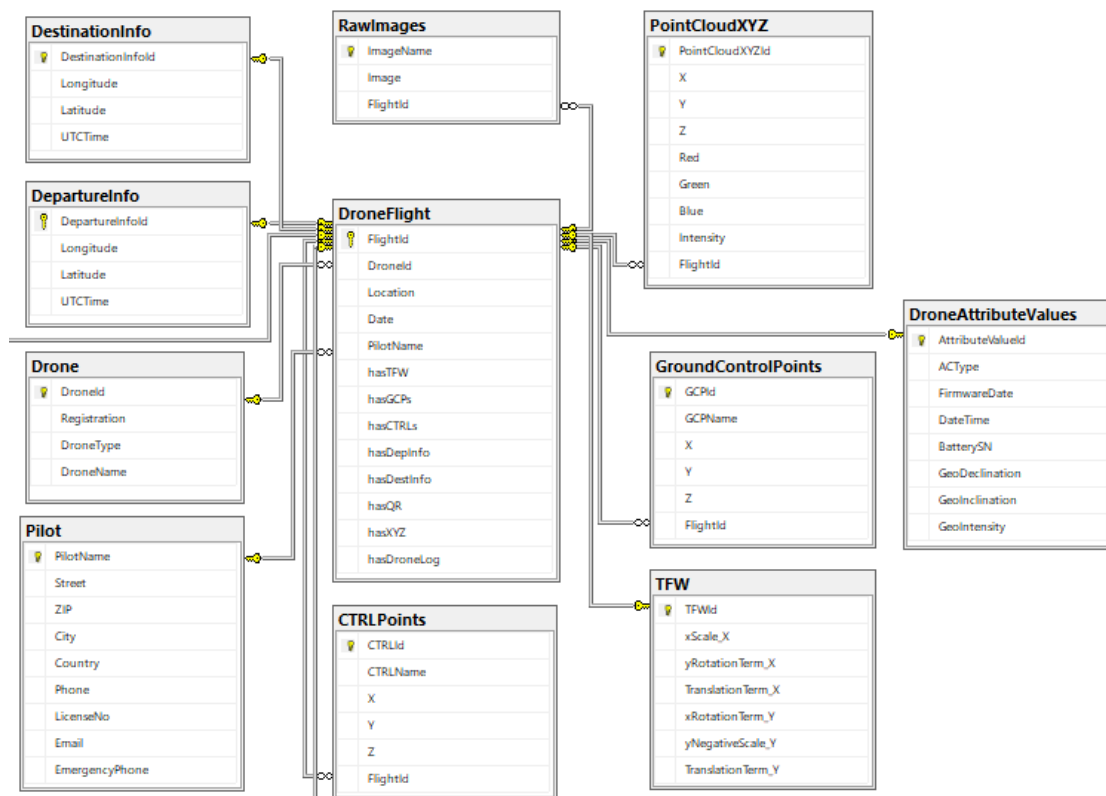 DestinationInfo
DestinationInfoId
Longitude
Latitude
UTCTime
DepartureInfo
DepartureInfoId
Longitude
Latitude
UTCTime
Drone
DroneId
Registration
DroneType
DroneName
Pilot
PilotName
Street
ZIP
City
Country
Phone
LicenseNo
Email
EmergencyPhone
RawImages
ImageName
Image
FlightId
DroneFlight
FlightId
DroneId
Location
Date
PilotName
hasTFW
hasGCPs
hasCTRLs
hasDepInfo
hasDestInfo
hasQR
hasXYZ
hasDroneLog
CTRLPoints
CTRLId
CTRLName
X
Y
Z
FlightId
PointCloudXYZ
PointCloudXYZId
X
Y
Z
Red
Green
Blue
Intensity
FlightId
GroundControlPoints
GCPId
GCPName
X
Y
Z
FlightId
TFW
TFWId
xScale_X
yRotationTerm_X
TranslationTerm_X
xRotationTerm_Y
yNegativeScale_Y
TranslationTerm_Y
DroneAttributeValues
AttributeValueId
ACType
FirmwareDate
DateTime
BatterySN
GeoDeclination
GeoInclination
GeoIntensity